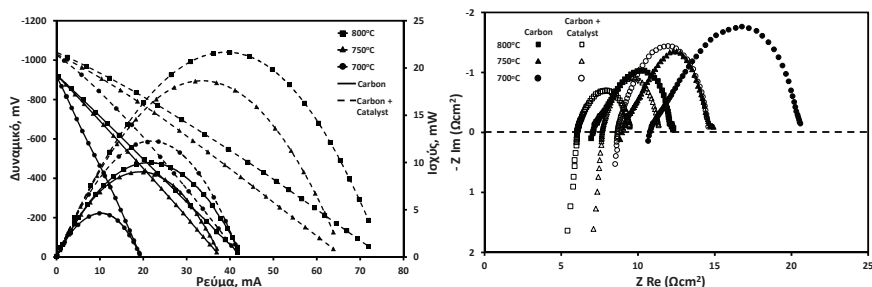 -1200
-1000
-800
-600
-400
-200
0
Δυναμικό, mV
0
10
20
30
40
50
60
70
80
Ρεύμα, mA
25
20
15
10
5
0
Ισχύς, mW
800°C
750°C
700°C
Carbon
Carbon +
Catalyst
-2
-1
0
1
2
- Z Im (Ωcm2)
0
5
10
15
20
25
Z Re (Ωcm2)
Carbon
Carbon +
Catalyst
800°C
750°C
700°C